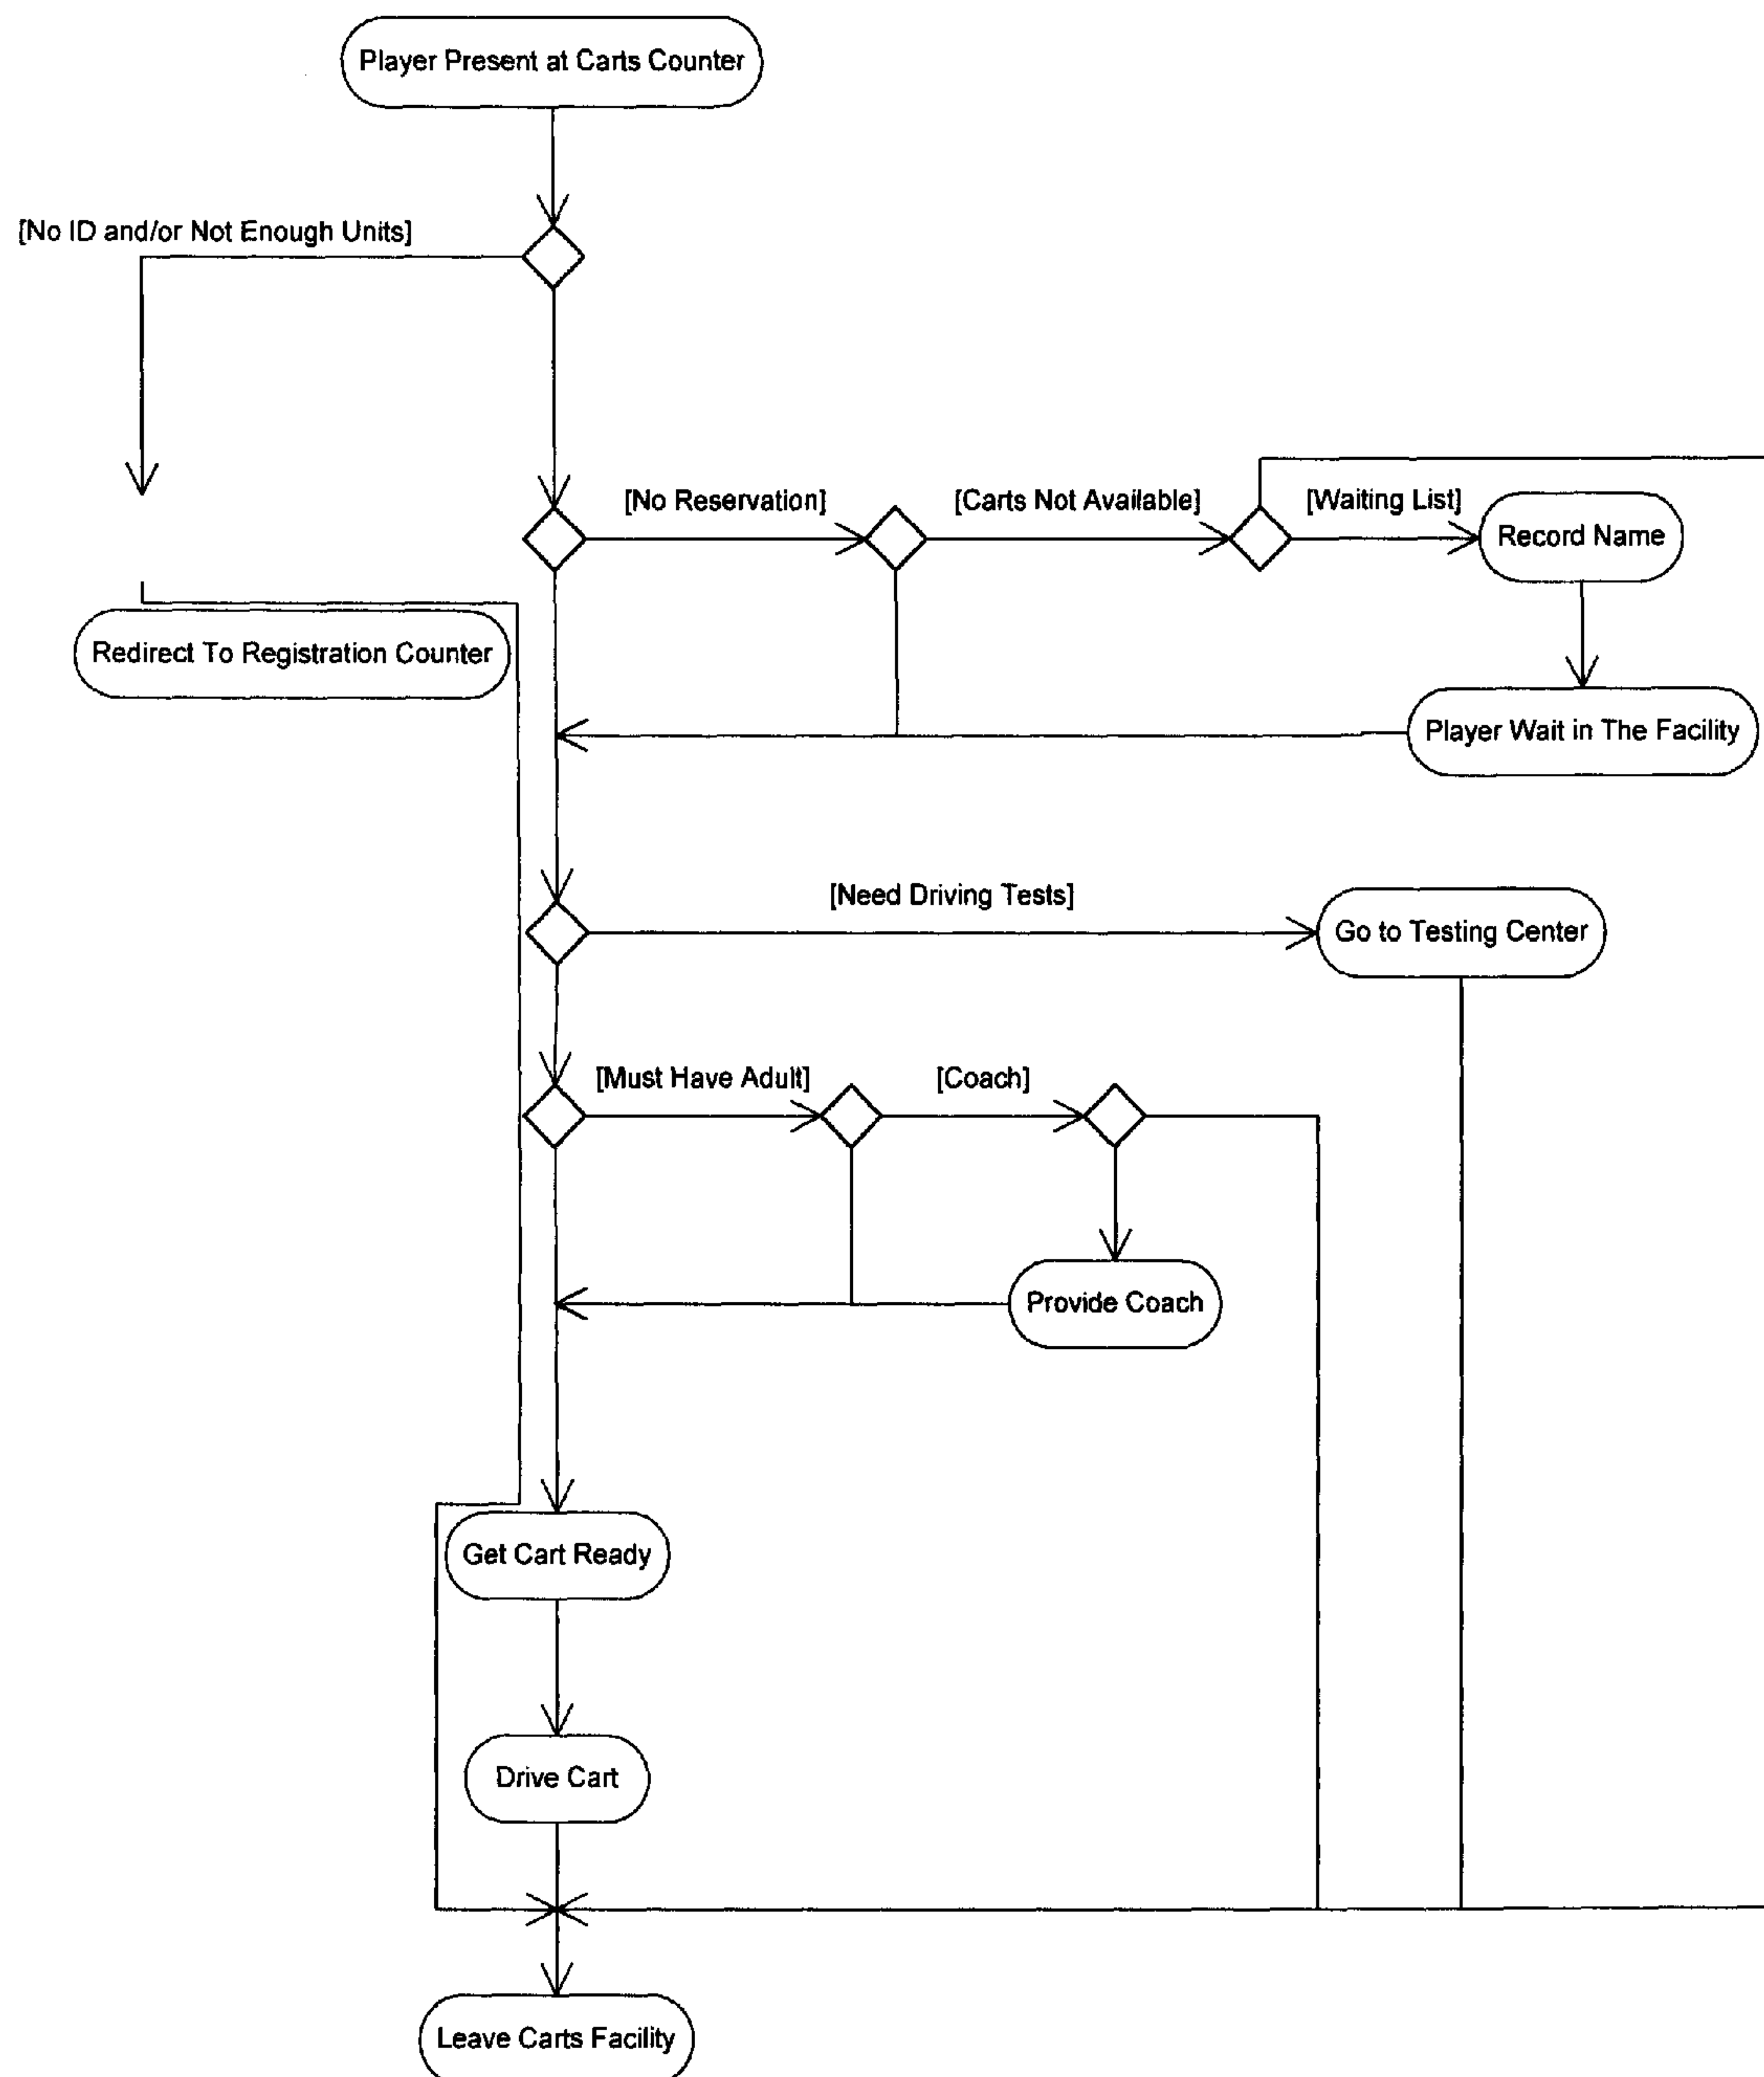 Player Present at Carts Counter
[No ID and/or Not Enough Units]
[No Reservation]
[Carts Not Available]
[Waiting List]
Record Name
Redirect To Registration Counter
Player Wait in The Facility
[Need Driving Tests]
Go to Testing Center
[Must Have Adult]
[Coach]
Provide Coach
Get Cart Ready
Drive Cart
Leave Carts Facility